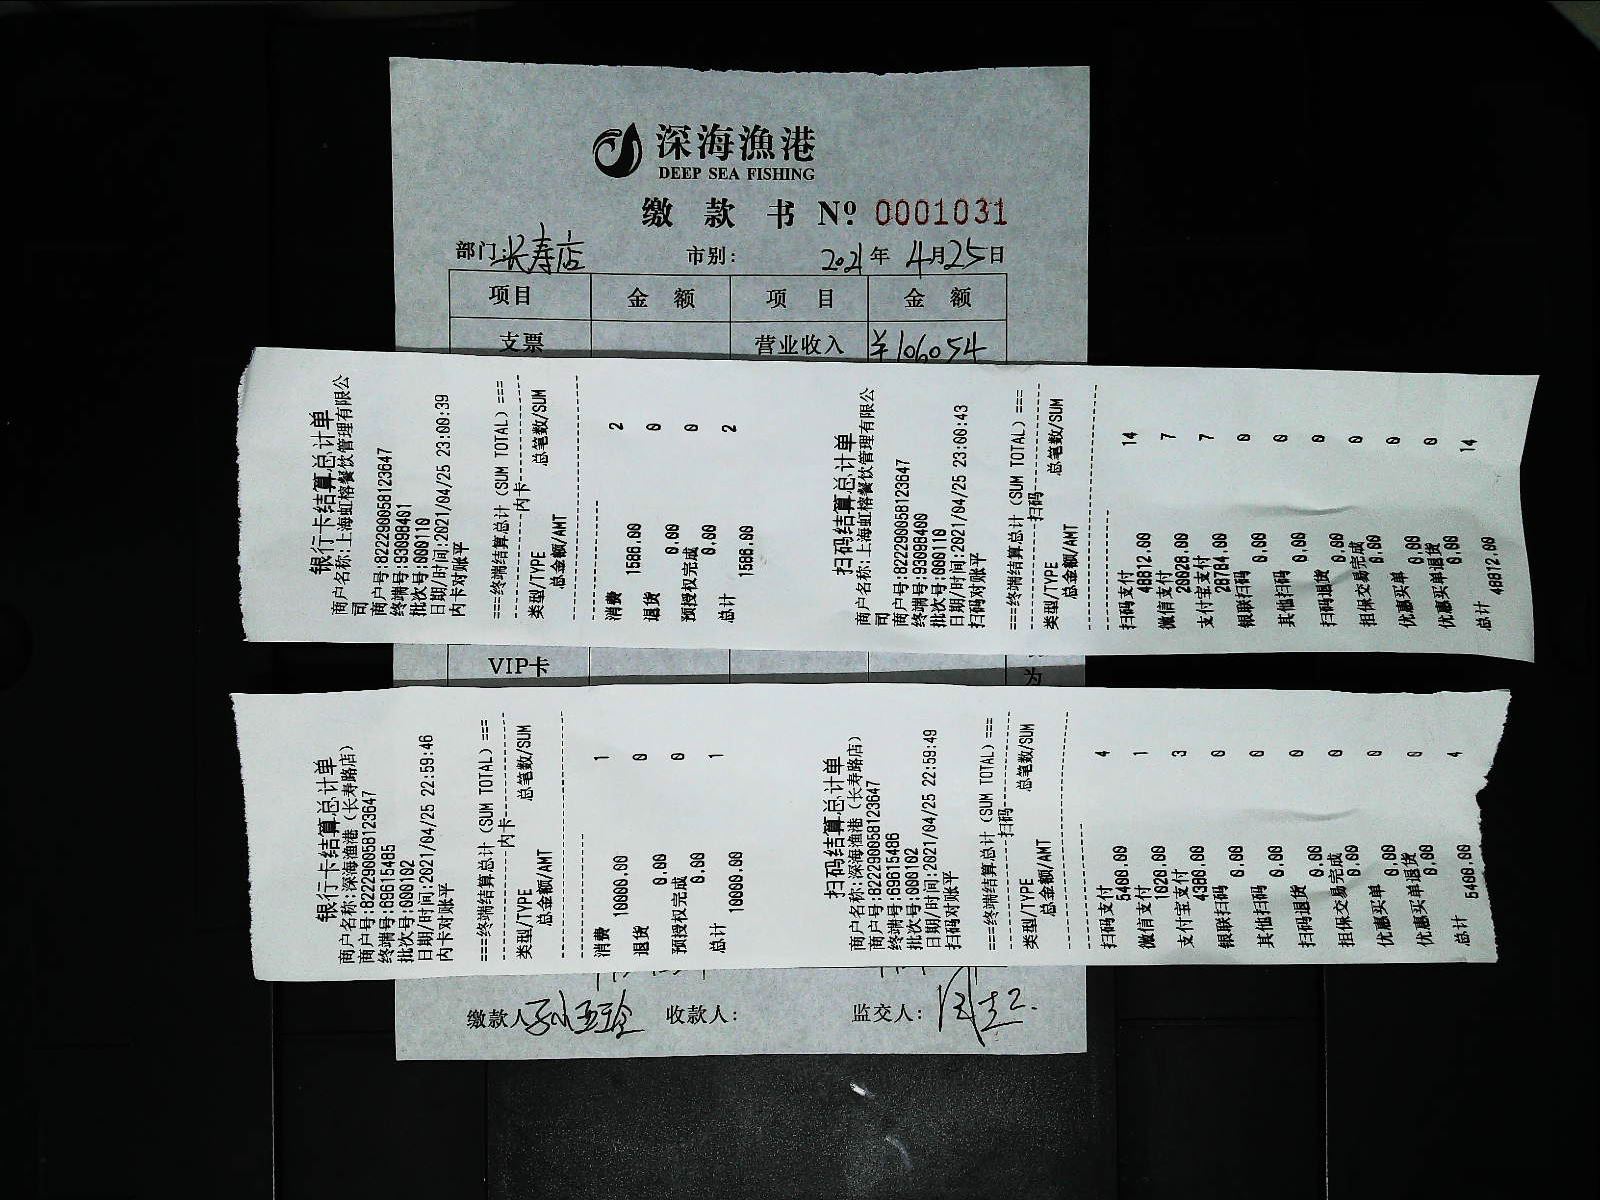 深海漁港
DEEP SEA FISHING
缴款书 Nº 0001031
部门:长寿店 市别: 2021年4月25日
项目 金额 项目 金额
支票 营业收入 ¥106054
银行卡结算总计单
商户名称:上海虹榕餐饮管理有限公
司
商户号:822290058123647
终端号:93098401
批次号:000110
日期/时间:2021/04/25 23:00:39
内卡对账平
===终端结算总计(SUM TOTAL)===
内卡
类型/TYPE 总笔数/SUM
总金额/AMT
消费 2
1586.00
退货 0
0.00
预授权完成 0
0.00
总计 2
1586.00
扫码结算总计单
商户名称:上海虹榕餐饮管理有限公
司
商户号:822290058123647
终端号:93098400
批次号:000110
日期/时间:2021/04/25 23:00:43
扫码对账平
===终端结算总计(SUM TOTAL)===
扫码
类型/TYPE 总笔数/SUM
总金额/AMT
扫码支付 14
48812.00
微信支付 7
20028.00
支付宝支付 7
28784.00
银联扫码 0
0.00
其他扫码 0
0.00
扫码退货 0
0.00
担保交易完成 0
0.00
优惠买单 0
0.00
优惠买单退货 0
0.00
总计 14
48812.00
VIP卡
为
银行卡结算总计单
商户名称:深海渔港(长寿路店)
商户号:822290058123647
终端号:69615485
批次号:000102
日期/时间:2021/04/25 22:59:46
内卡对账平
===终端结算总计(SUM TOTAL)===
内卡
类型/TYPE 总笔数/SUM
总金额/AMT
消费 1
10000.00
退货 0
0.00
预授权完成 0
0.00
总计 1
10000.00
扫码结算总计单
商户名称:深海渔港(长寿路店)
商户号:822290058123647
终端号:69615486
批次号:000102
日期/时间:2021/04/25 22:59:49
扫码对账平
===终端结算总计(SUM TOTAL)===
扫码
类型/TYPE 总笔数/SUM
总金额/AMT
扫码支付 4
5400.00
微信支付 1
1020.00
支付宝支付 3
4380.00
银联扫码 0
0.00
其他扫码 0
0.00
扫码退货 0
0.00
担保交易完成 0
0.00
优惠买单 0
0.00
优惠买单退货 0
0.00
总计 4
5400.00
缴款人 收款人: 监交人: